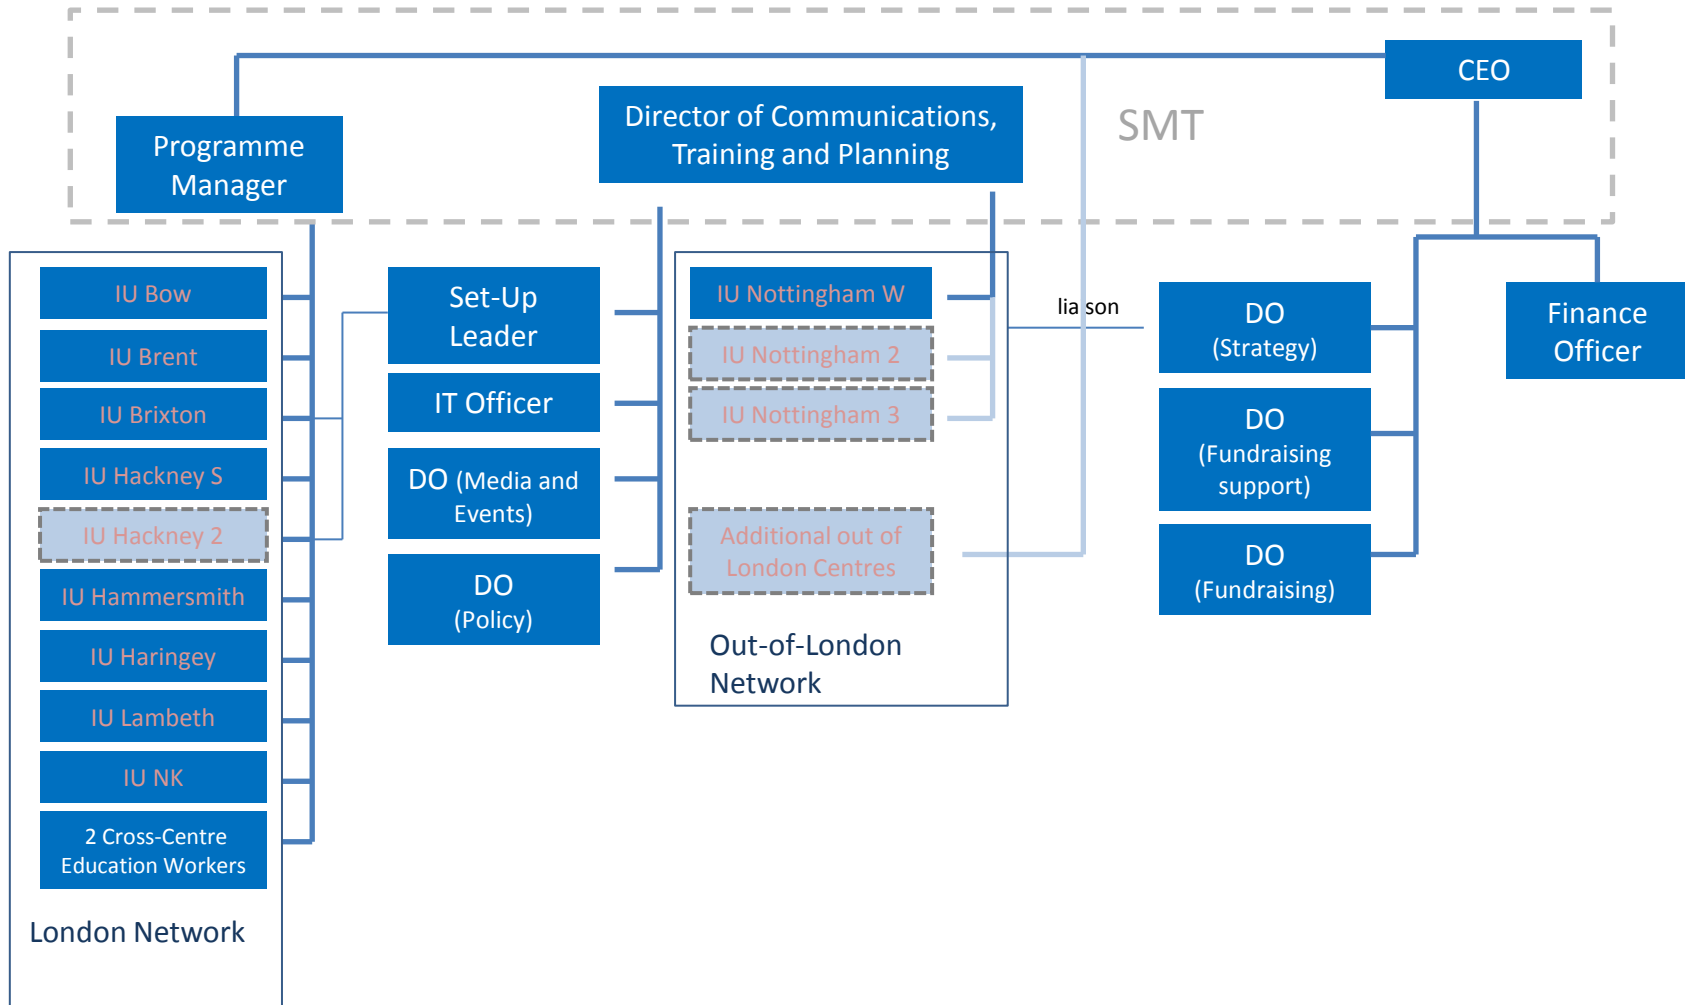 CEO
SMT
Director of Communications,
Training and Planning
Programme
Manager
IU Bow
IU Brent
IU Brixton
IU Hackney S
IU Hackney 2
IU Hammersmith
IU Haringey
IU Lambeth
IU NK
2 Cross-Centre
Education Workers
London Network
Set-Up
Leader
IT Officer
DO (Media and
Events)
DO
(Policy)
IU Nottingham W
IU Nottingham 2
IU Nottingham 3
Additional out of
London Centres
Out-of-London
Network
liaison
DO
(Strategy)
DO
(Fundraising
support)
DO
(Fundraising)
Finance
Officer